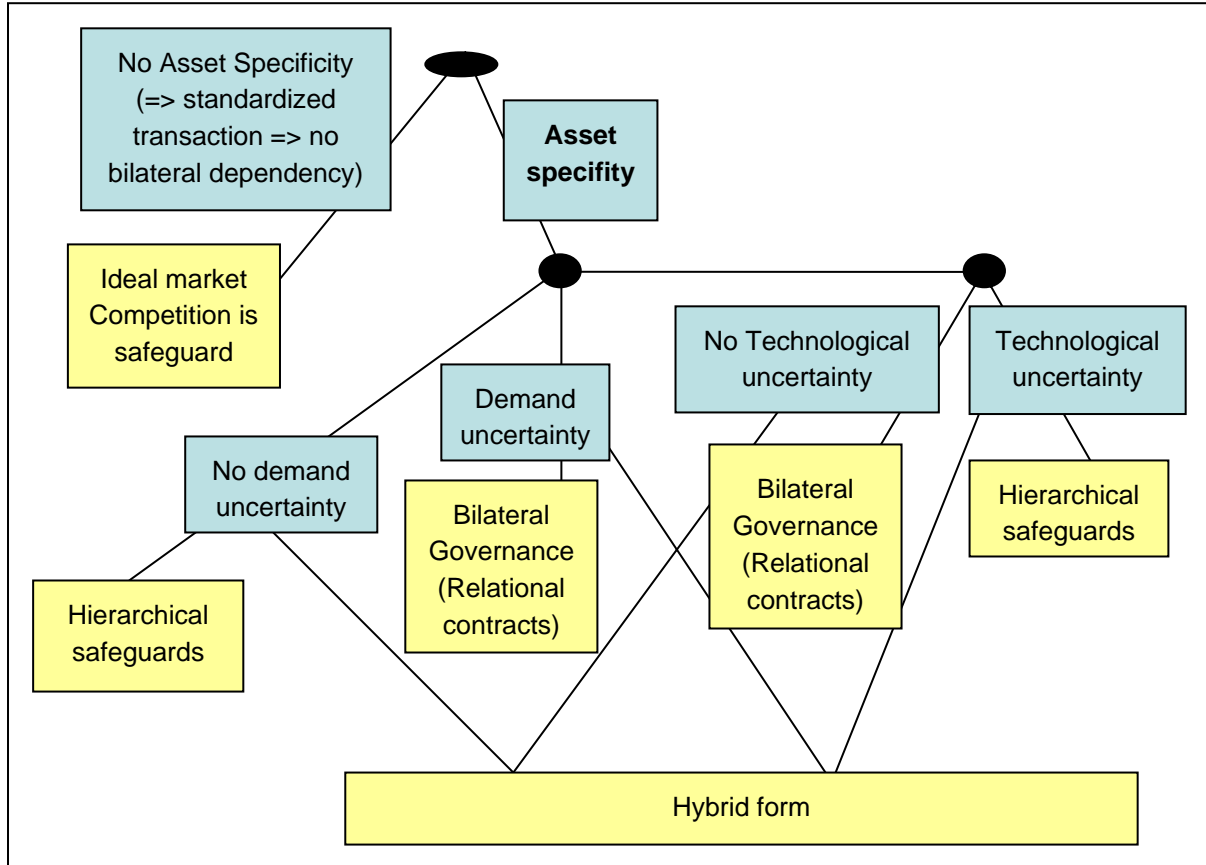 No Asset Specificity
(=> standardized
transaction => no
bilateral dependency)
Asset
specifity
Ideal market
Competition is
safeguard
No Technological
uncertainty
Technological
uncertainty
Demand
uncertainty
No demand
uncertainty
Bilateral
Governance
(Relational
contracts)
Bilateral
Governance
(Relational
contracts)
Hierarchical
safeguards
Hierarchical
safeguards
Hybrid form